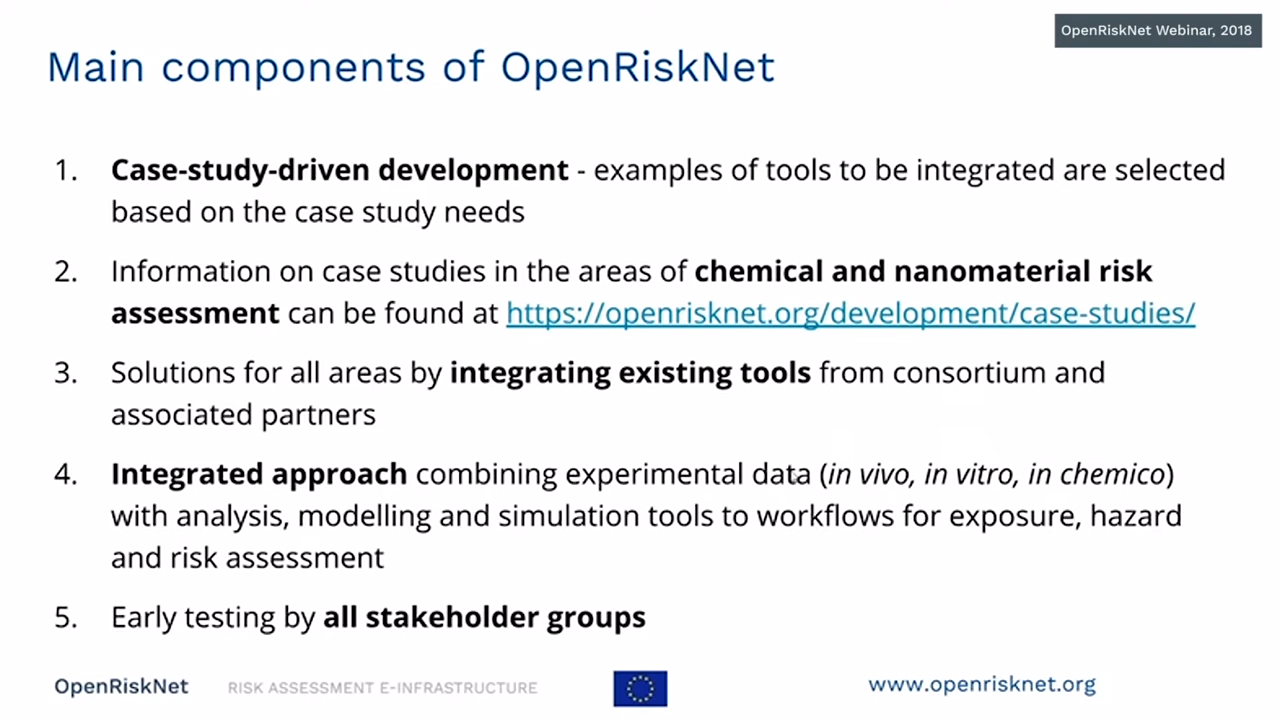 OpenRiskNet Webinar, 2018
Main components of OpenRiskNet
1. Case-study-driven development - examples of tools to be integrated are selected
based on the case study needs
2. Information on case studies in the areas of chemical and nanomaterial risk
assessment can be found at https://openrisknet.org/development/case-studies/
3. Solutions for all areas by integrating existing tools from consortium and
associated partners
4. Integrated approach combining experimental data (in vivo, in vitro, in chemico)
with analysis, modelling and simulation tools to workflows for exposure, hazard
and risk assessment
5. Early testing by all stakeholder groups
OpenRiskNet RISK ASSESSMENT E-INFRASTRUCTURE www.openrisknet.org